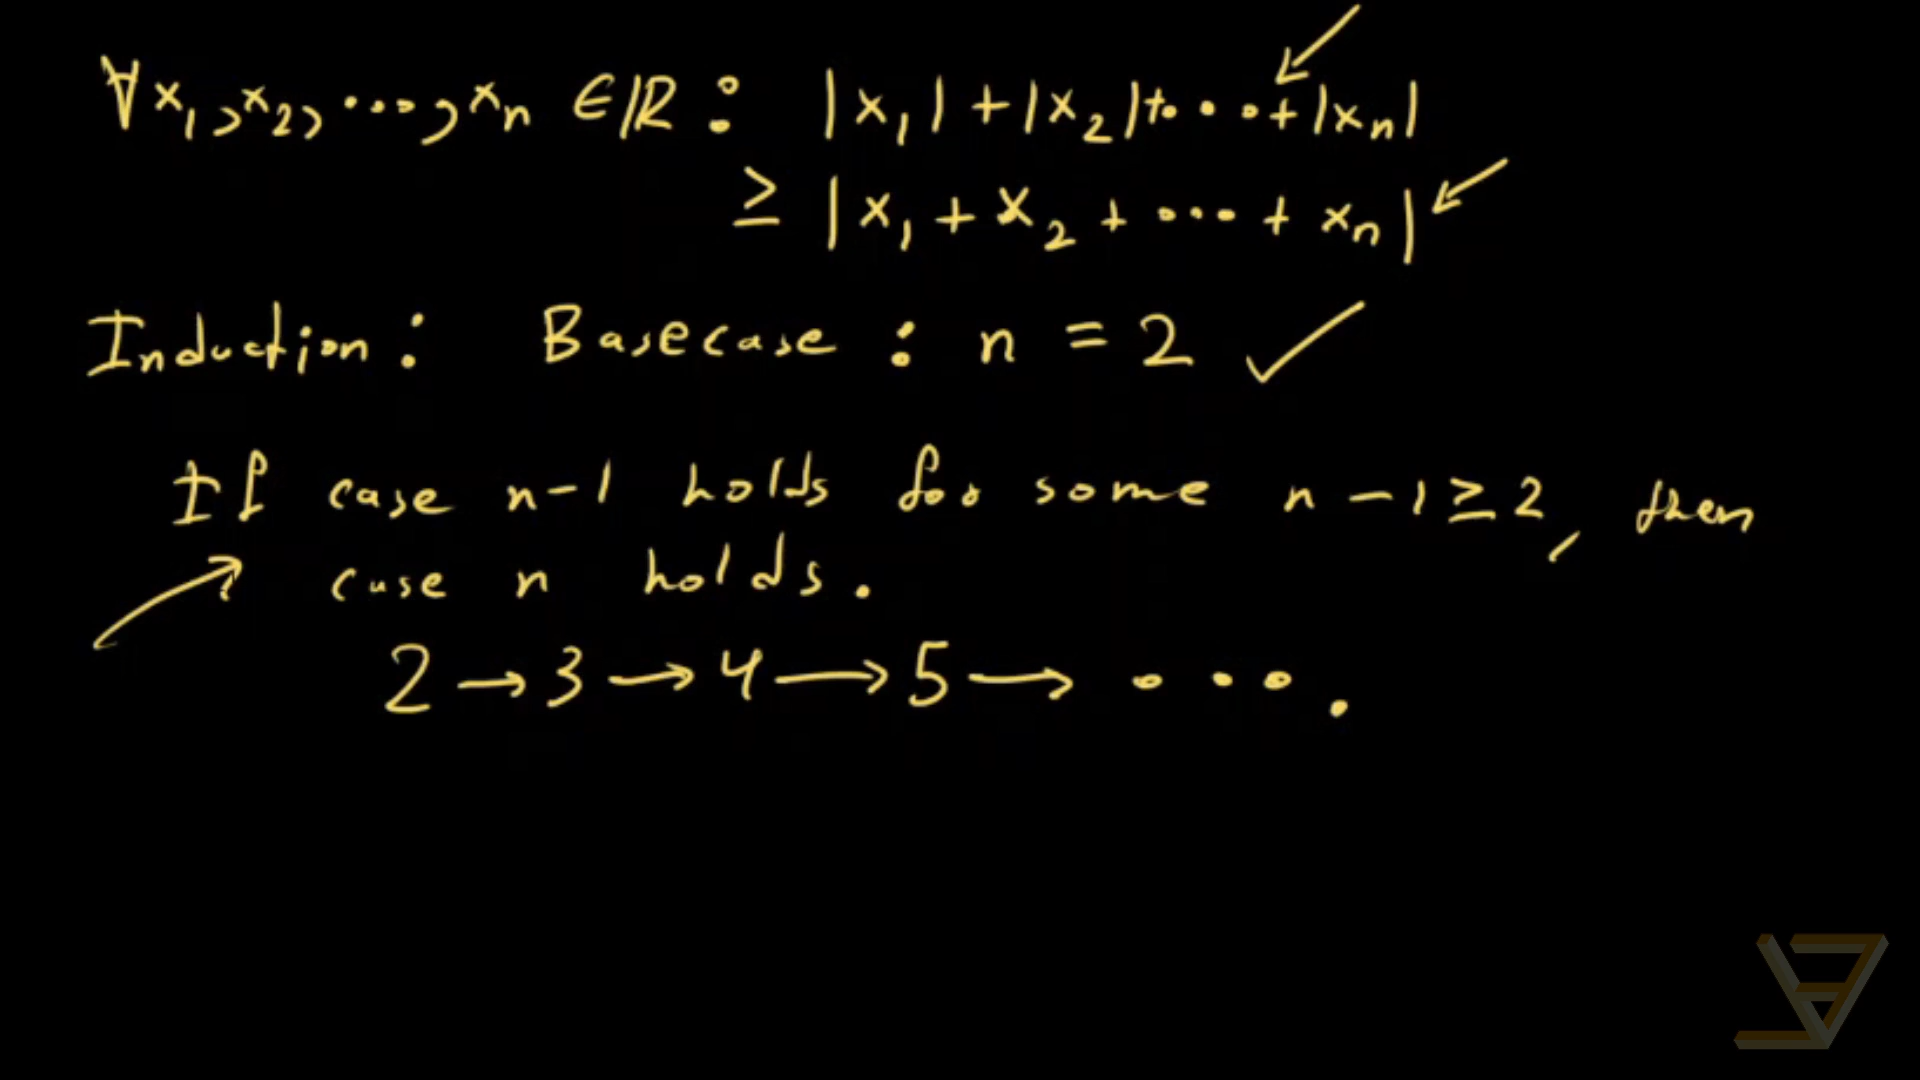 ∀ x₁, x₂, ..., xₙ ∈ ℝ : |x₁| + |x₂| + ... + |xₙ|
≥ |x₁ + x₂ + ... + xₙ|
Induction : Basecase : n = 2 ✓
If case n-1 holds for some n-1 ≥ 2, then
case n holds.
2 → 3 → 4 → 5 → ... .